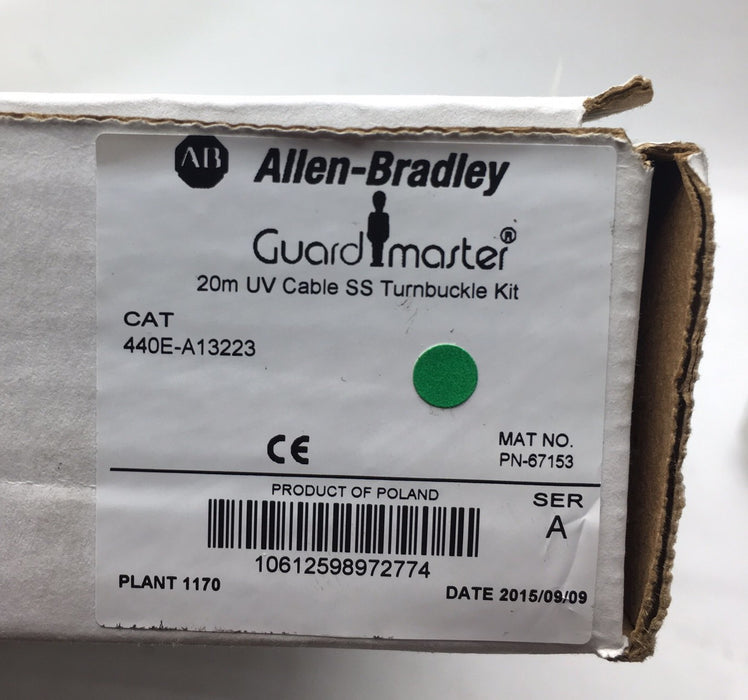 AB Allen-Bradley
Guardmaster®
20m UV Cable SS Turnbuckle Kit
CAT
440E-A13223
CE
MAT NO.
PN-67153
PRODUCT OF POLAND
SER
A
10612598972774
PLANT 1170
DATE 2015/09/09